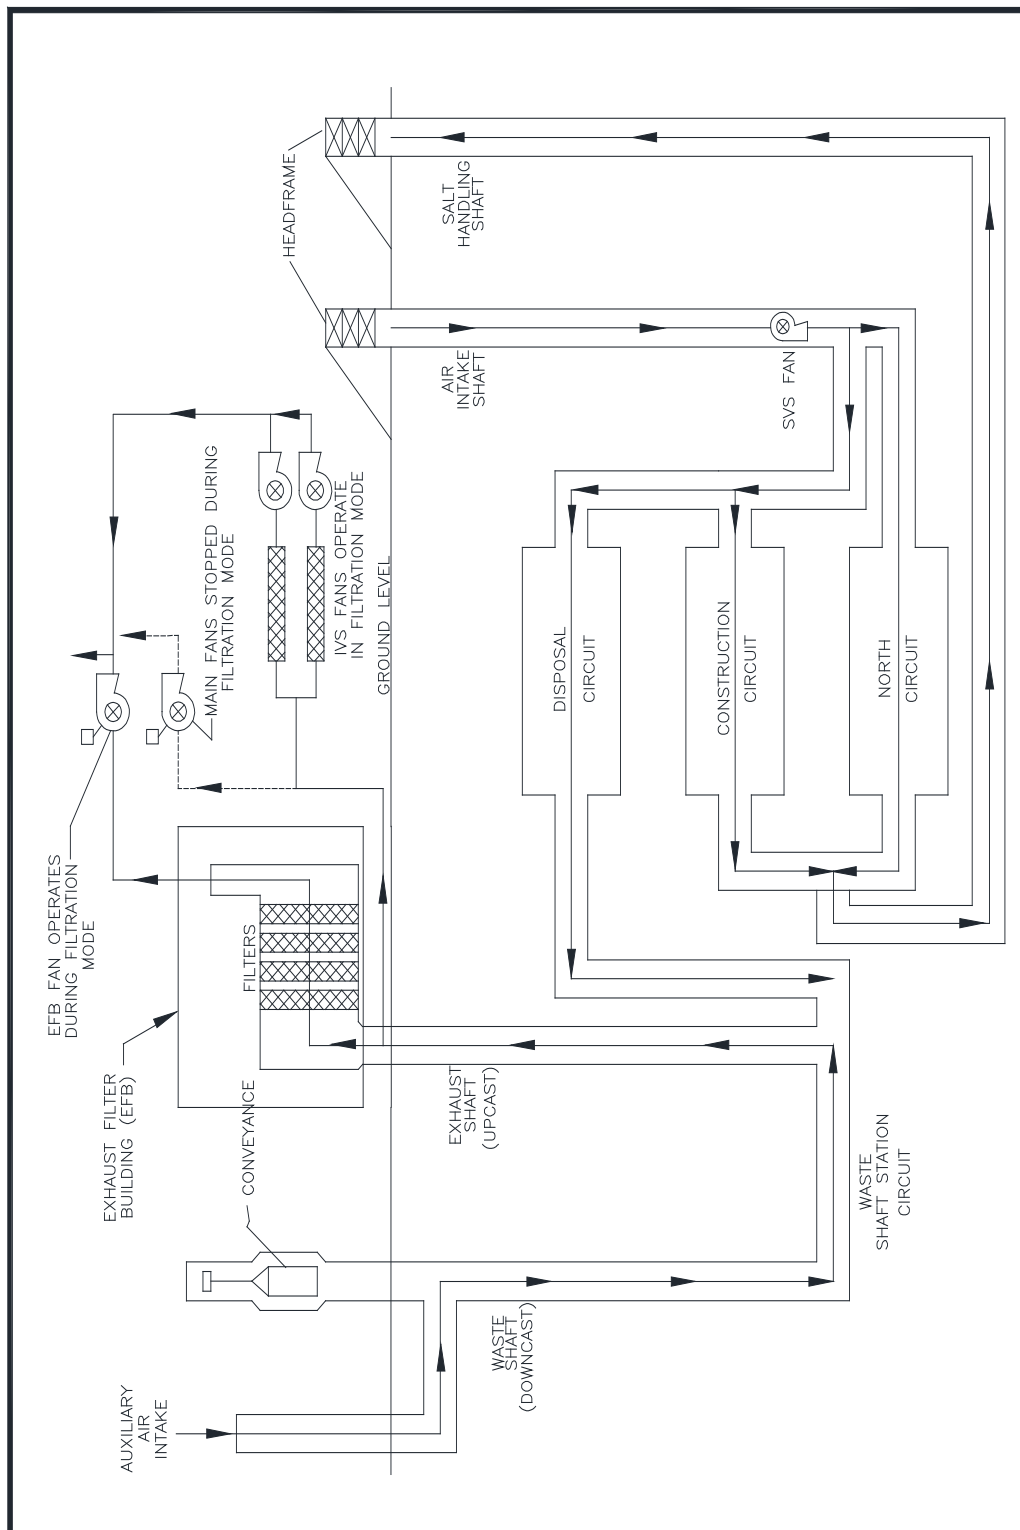 AUXILIARY
AIR
INTAKE
EXHAUST FILTER
BUILDING (EFB)
CONVEYANCE
EFB FAN OPERATES
DURING FILTRATION
MODE
FILTERS
MAIN FANS STOPPED DURING
FILTRATION MODE
IVS FANS OPERATE
IN FILTRATION MODE
HEADFRAME
GROUND LEVEL
WASTE
SHAFT
(DOWNCAST)
EXHAUST
SHAFT
(UPCAST)
AIR
INTAKE
SHAFT
SALT
HANDLING
SHAFT
DISPOSAL
CIRCUIT
CONSTRUCTION
CIRCUIT
SVS FAN
NORTH
CIRCUIT
WASTE
SHAFT STATION
CIRCUIT